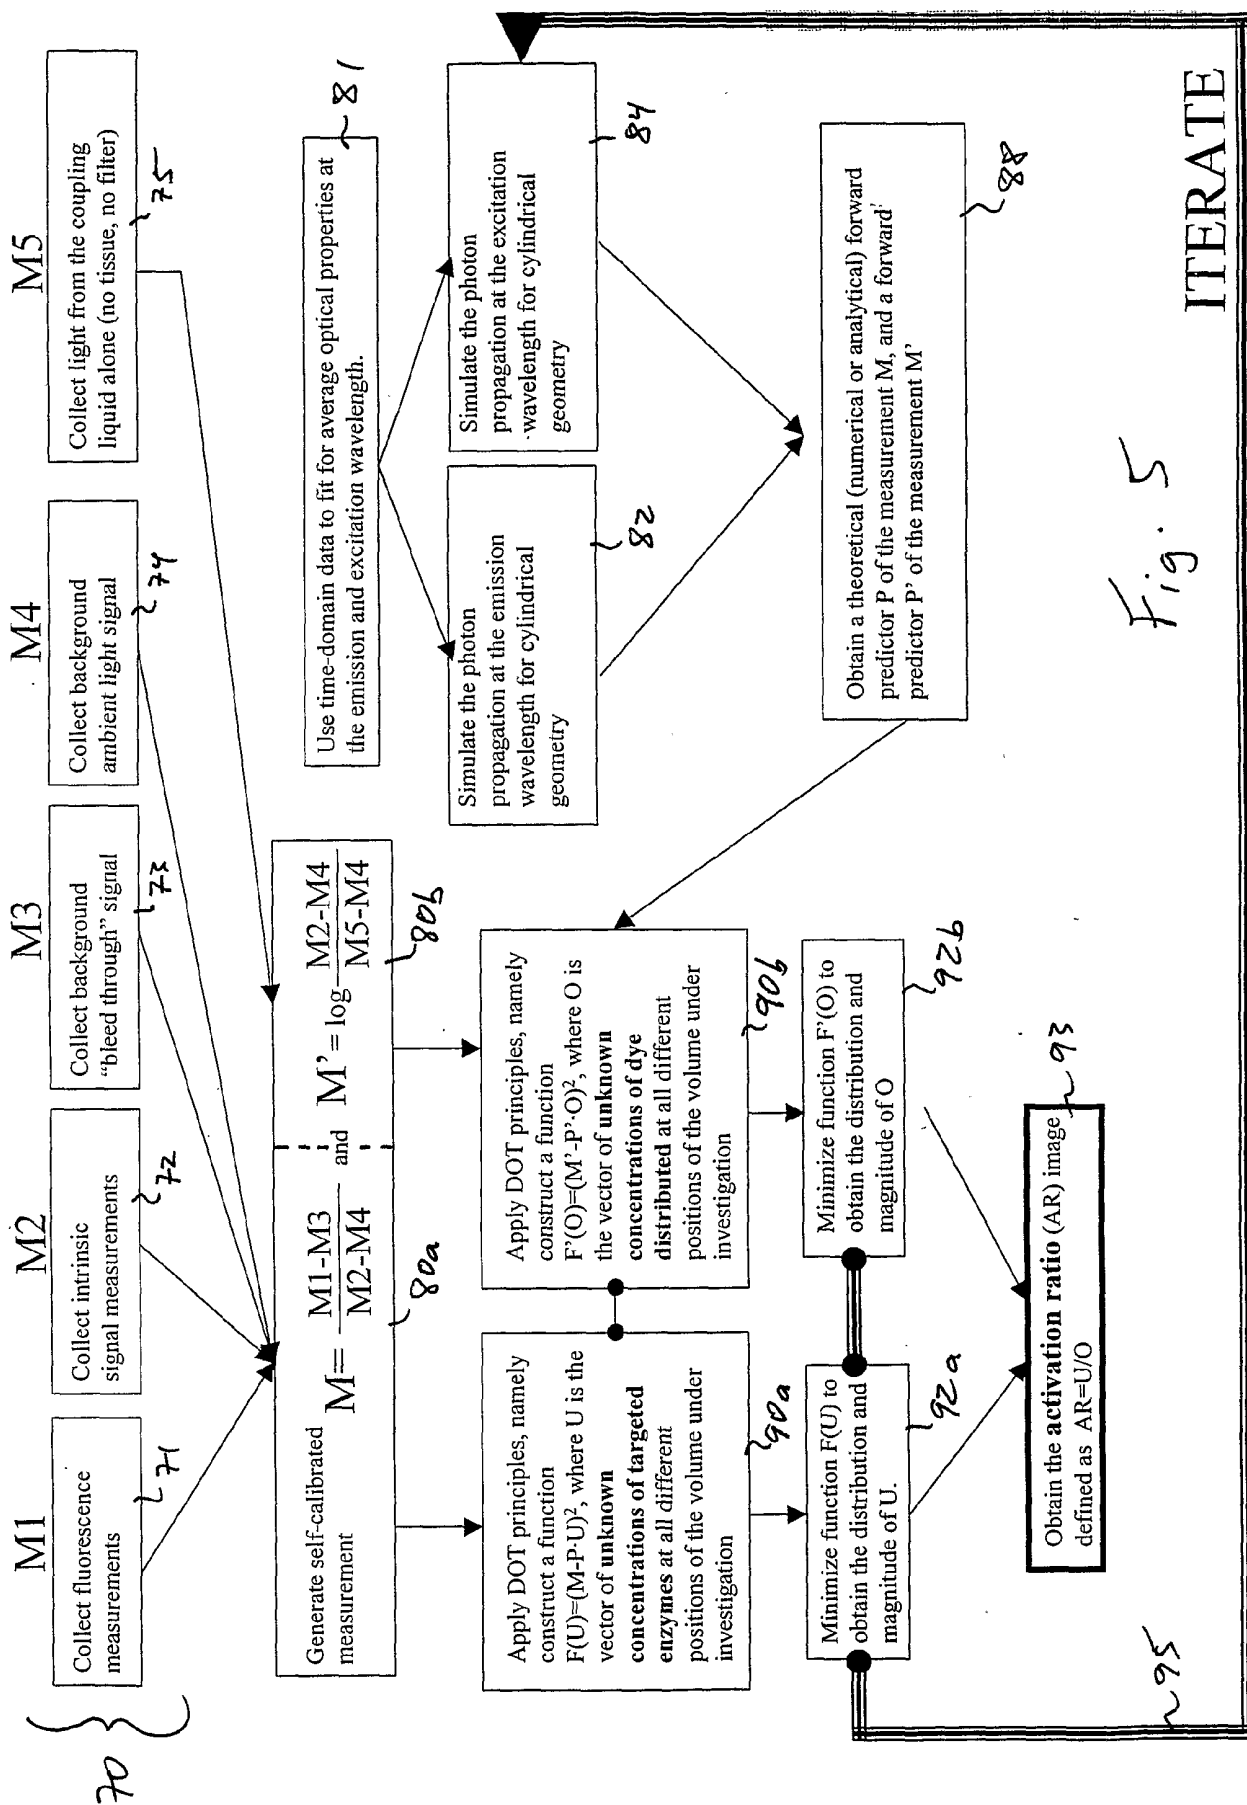 M1
M2
M3
M4
M5
70
Collect fluorescence
measurements
71
Collect intrinsic
signal measurements
72
Collect background
“bleed through” signal
73
Collect background
ambient light signal
74
Collect light from the coupling
liquid alone (no tissue, no filter)
75
Generate self-calibrated
measurement
M= M1-M3
M2-M4
and
M’ = log M2-M4
M5-M4
80a
80b
Use time-domain data to fit for average optical properties at
the emission and excitation wavelength.
81
Simulate the photon
propagation at the emission
wavelength for cylindrical
geometry
82
Simulate the photon
propagation at the excitation
wavelength for cylindrical
geometry
84
Apply DOT principles, namely
construct a function
F(U)=(M-P·U)², where U is the
vector of unknown
concentrations of targeted
enzymes at all different
positions of the volume under
investigation
90a
Apply DOT principles, namely
construct a function
F’(O)=(M’-P’·O)², where O is
the vector of unknown
concentrations of dye
distributed at all different
positions of the volume under
investigation
90b
Obtain a theoretical (numerical or analytical) forward
predictor P of the measurement M, and a forward
predictor P’ of the measurement M’
88
Minimize function F(U) to
obtain the distribution and
magnitude of U.
92a
Minimize function F’(O) to
obtain the distribution and
magnitude of O
92b
Obtain the activation ratio (AR) image
defined as AR=U/O
93
95
Fig. 5
ITERATE